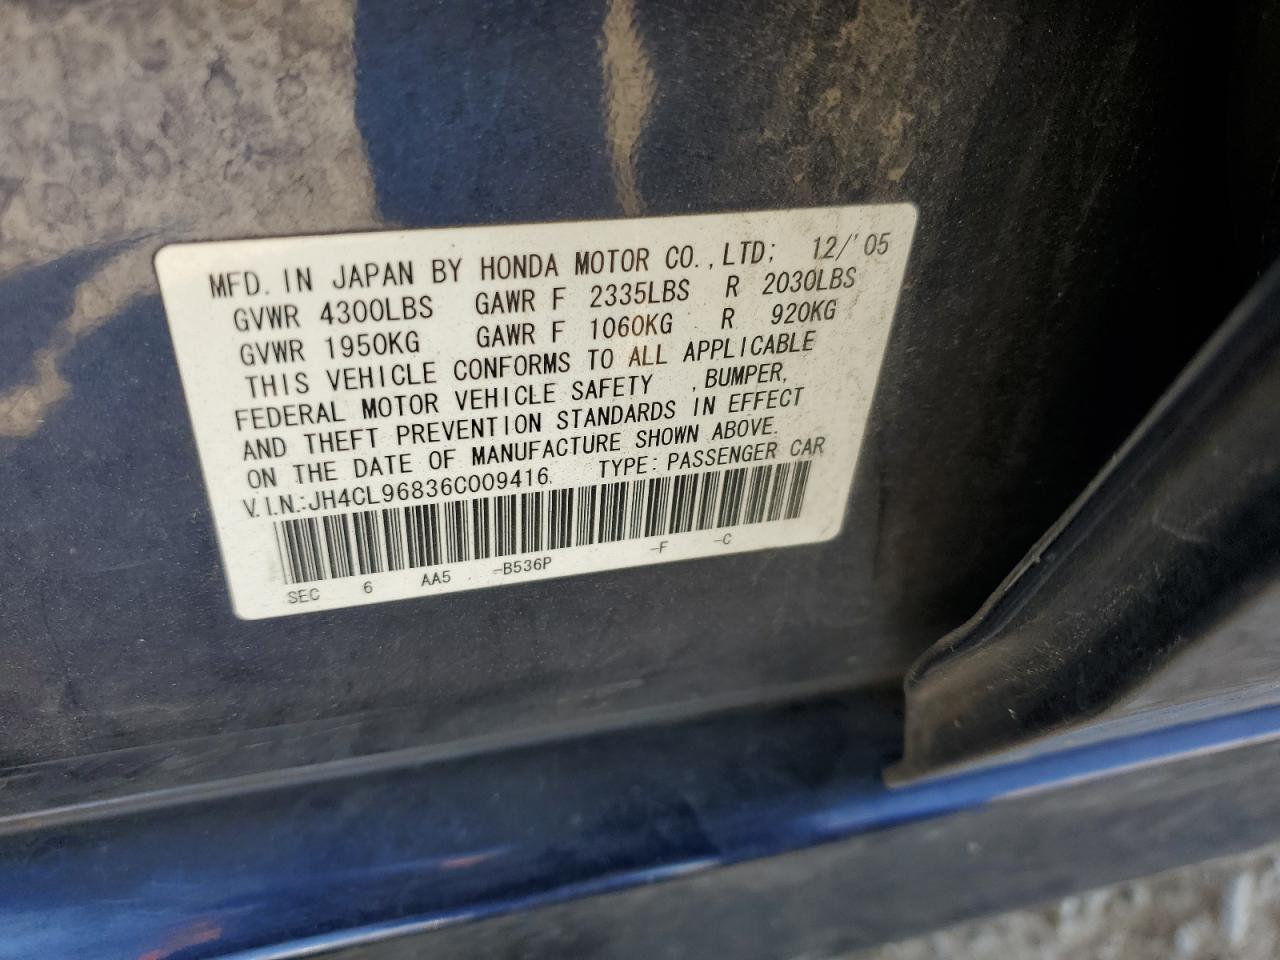 MFD. IN JAPAN BY HONDA MOTOR CO.,LTD; 12/'05
GVWR 4300LBS GAWR F 2335LBS R 2030LBS
GVWR 1950KG GAWR F 1060KG R 920KG
THIS VEHICLE CONFORMS TO ALL APPLICABLE
FEDERAL MOTOR VEHICLE SAFETY , BUMPER,
AND THEFT PREVENTION STANDARDS IN EFFECT
ON THE DATE OF MANUFACTURE SHOWN ABOVE.
V.I.N.:JH4CL96836C009416. TYPE: PASSENGER CAR
SEC 6 AA5 -B536P -F -C